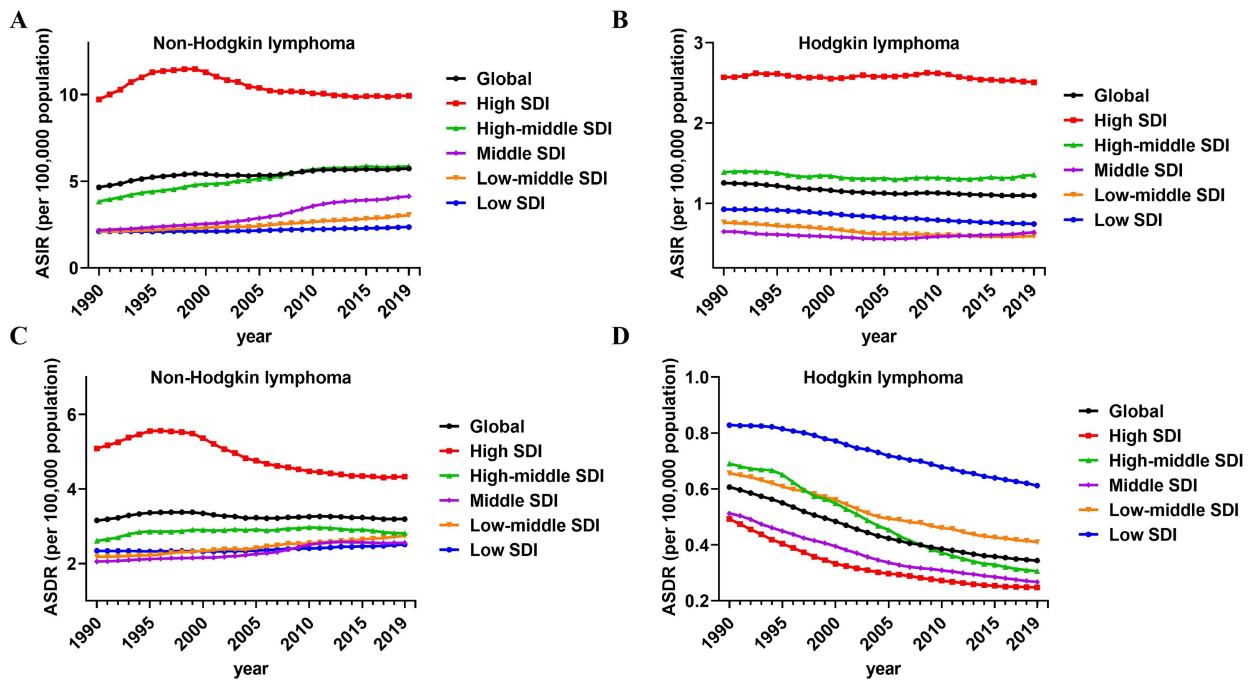 A
Non-Hodgkin lymphoma
ASIR (per 100,000 population)
10
5
0
1990
1995
2000
2005
2010
2015
2019
year
Global
High SDI
High-middle SDI
Middle SDI
Low-middle SDI
Low SDI
B
Hodgkin lymphoma
ASIR (per 100,000 population)
3
2
1
1990
1995
2000
2005
2010
2015
2019
year
Global
High SDI
High-middle SDI
Middle SDI
Low-middle SDI
Low SDI
C
Non-Hodgkin lymphoma
ASDR (per 100,000 population)
6
4
2
1990
1995
2000
2005
2010
2015
2019
year
Global
High SDI
High-middle SDI
Middle SDI
Low-middle SDI
Low SDI
D
Hodgkin lymphoma
ASDR (per 100,000 population)
1.0
0.8
0.6
0.4
0.2
1990
1995
2000
2005
2010
2015
2019
year
Global
High SDI
High-middle SDI
Middle SDI
Low-middle SDI
Low SDI